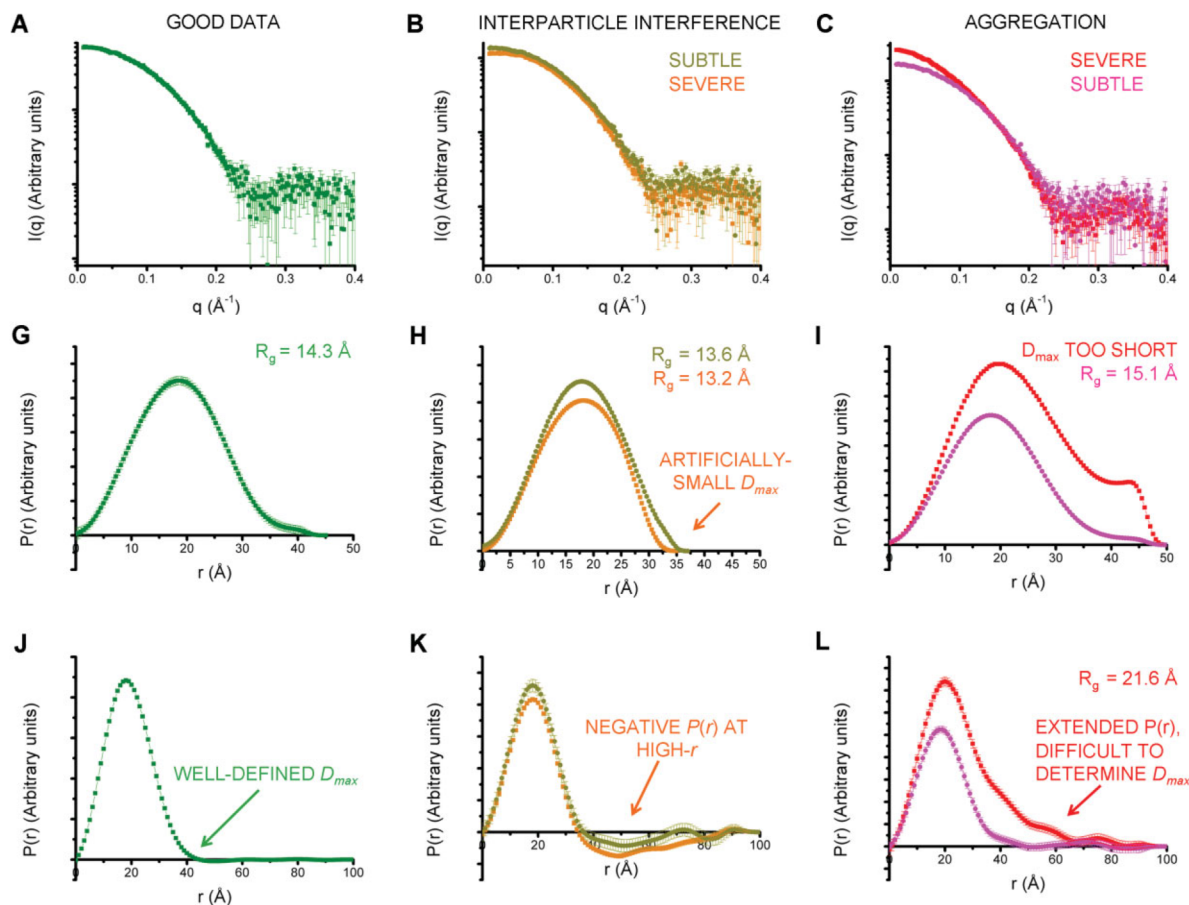 A
GOOD DATA
I(q) (Arbitrary units)
0.0 0.1 0.2 0.3 0.4
q (Å⁻¹)
B
INTERPARTICLE INTERFERENCE
SUBTLE
SEVERE
I(q) (Arbitrary units)
0.0 0.1 0.2 0.3 0.4
q (Å⁻¹)
C
AGGREGATION
SEVERE
SUBTLE
I(q) (Arbitrary units)
0.0 0.1 0.2 0.3 0.4
q (Å⁻¹)
G
Rg = 14.3 Å
P(r) (Arbitrary units)
0 10 20 30 40 50
r (Å)
H
Rg = 13.6 Å
Rg = 13.2 Å
ARTIFICIALLY-
SMALL Dmax
P(r) (Arbitrary units)
0 5 10 15 20 25 30 35 40 45 50
r (Å)
I
Dmax TOO SHORT
Rg = 15.1 Å
P(r) (Arbitrary units)
0 10 20 30 40 50
r (Å)
J
WELL-DEFINED Dmax
P(r) (Arbitrary units)
0 20 40 60 80 100
r (Å)
K
NEGATIVE P(r) AT
HIGH-r
P(r) (Arbitrary units)
0 20 40 60 80 100
r (Å)
L
Rg = 21.6 Å
EXTENDED P(r),
DIFFICULT TO
DETERMINE Dmax
P(r) (Arbitrary units)
0 20 40 60 80 100
r (Å)